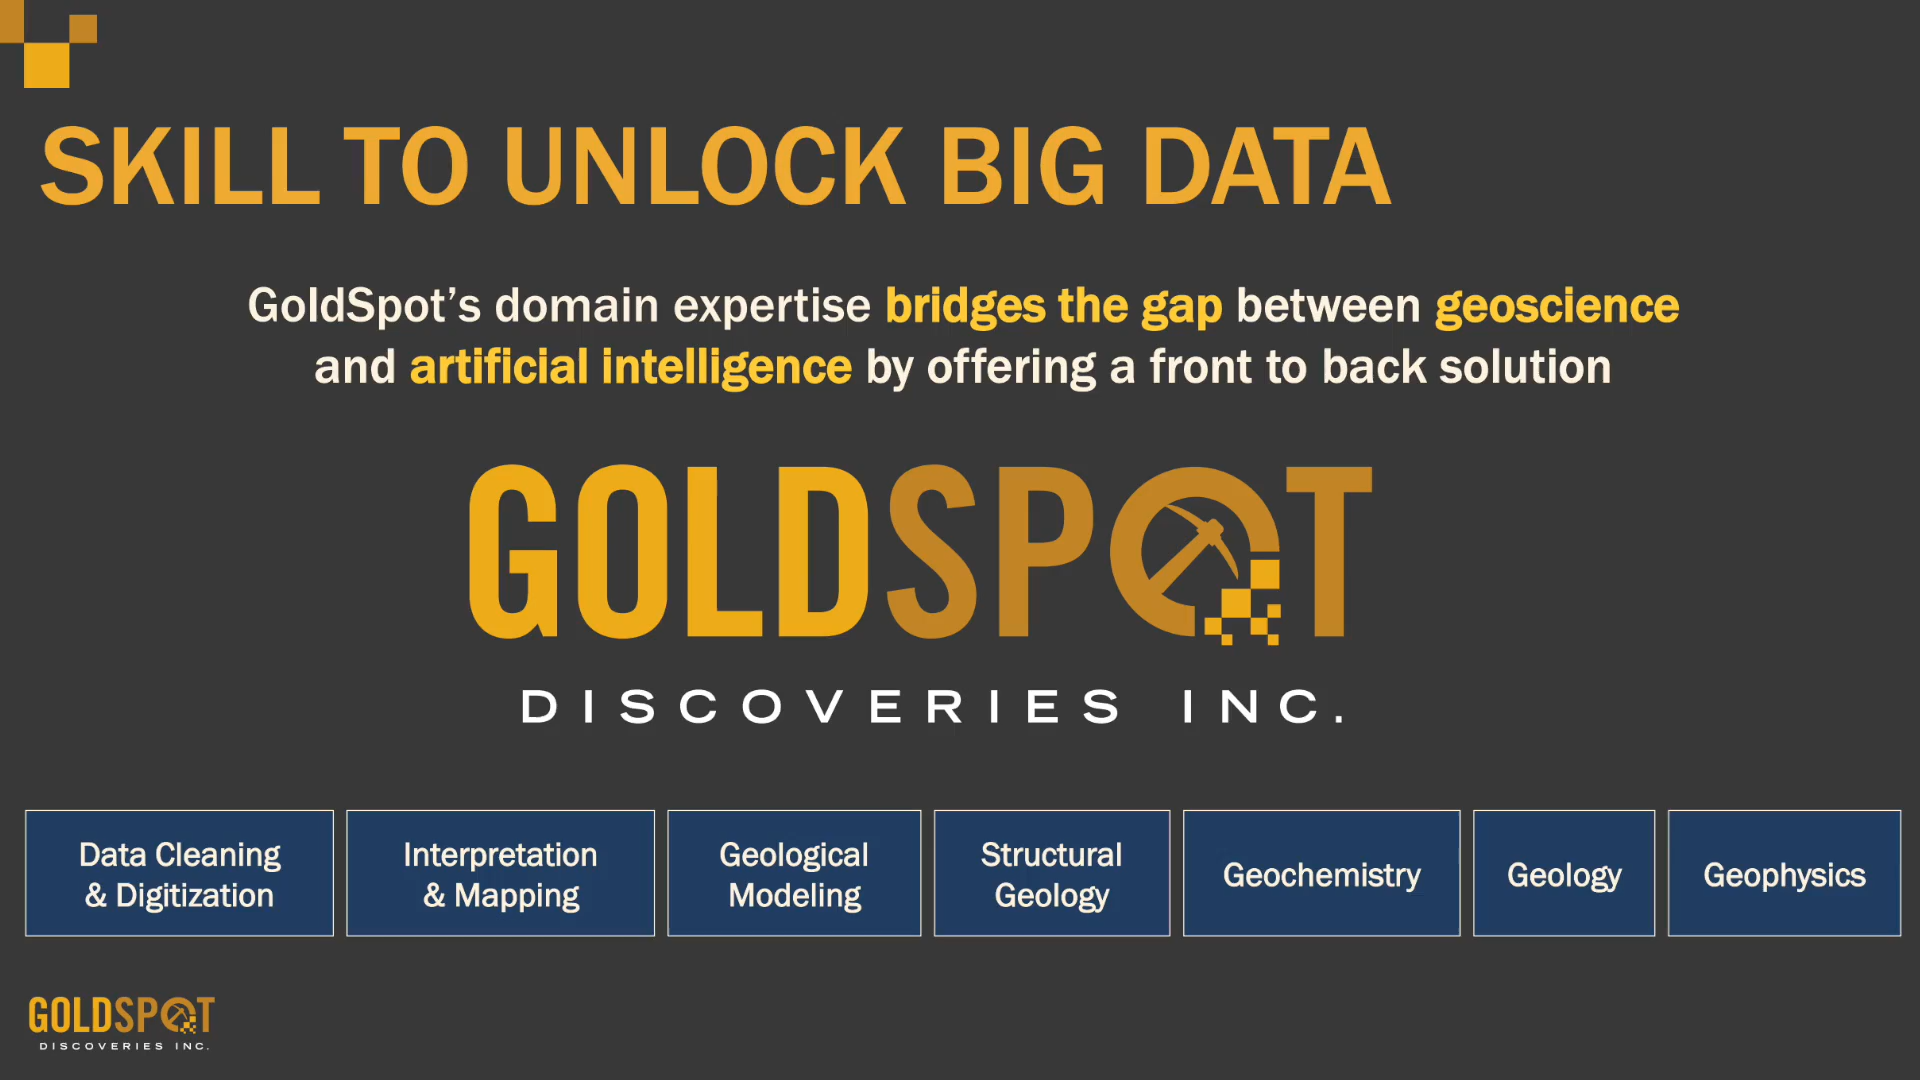 SKILL TO UNLOCK BIG DATA
GoldSpot’s domain expertise bridges the gap between geoscience
and artificial intelligence by offering a front to back solution
GOLDSPOT
DISCOVERIES INC.
Data Cleaning
& Digitization
Interpretation
& Mapping
Geological
Modeling
Structural
Geology
Geochemistry
Geology
Geophysics
GOLDSPOT
DISCOVERIES INC.